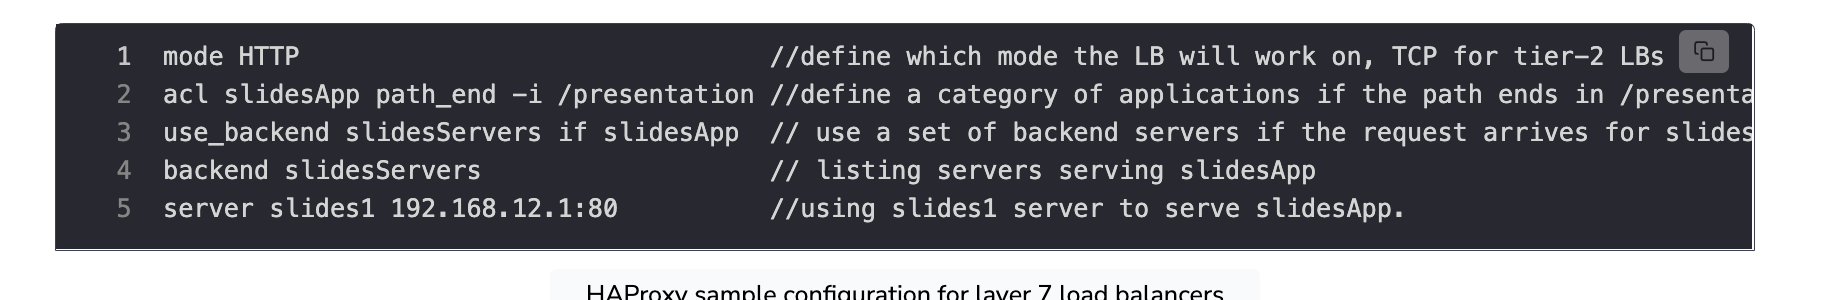 1 mode HTTP //define which mode the LB will work on, TCP for tier-2 LBs
2 acl slidesApp path_end -i /presentation //define a category of applications if the path ends in /presenta
3 use_backend slidesServers if slidesApp // use a set of backend servers if the request arrives for slides
4 backend slidesServers // listing servers serving slidesApp
5 server slides1 192.168.12.1:80 //using slides1 server to serve slidesApp.
HAProxy sample configuration for layer 7 load balancers